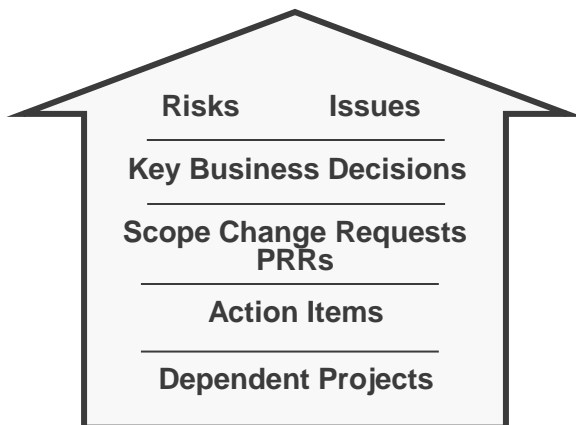 Risks Issues
Key Business Decisions
Scope Change Requests
PRRs
Action Items
Dependent Projects